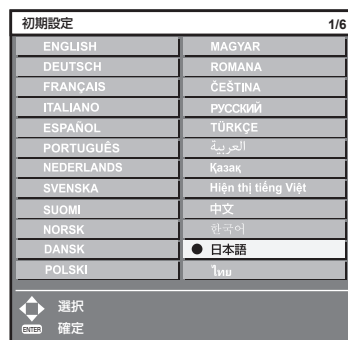 初期設定 1/6
ENGLISH
DEUTSCH
FRANÇAIS
ITALIANO
ESPAÑOL
PORTUGUÊS
NEDERLANDS
SVENSKA
SUOMI
NORSK
DANSK
POLSKI
MAGYAR
ROMANA
ČEŠTINA
РУССКИЙ
TÜRKÇE
العربية
Қазақ
Hiện thị tiếng Việt
中文
한국어
日本語
ไทย
選択
ENTER 確定